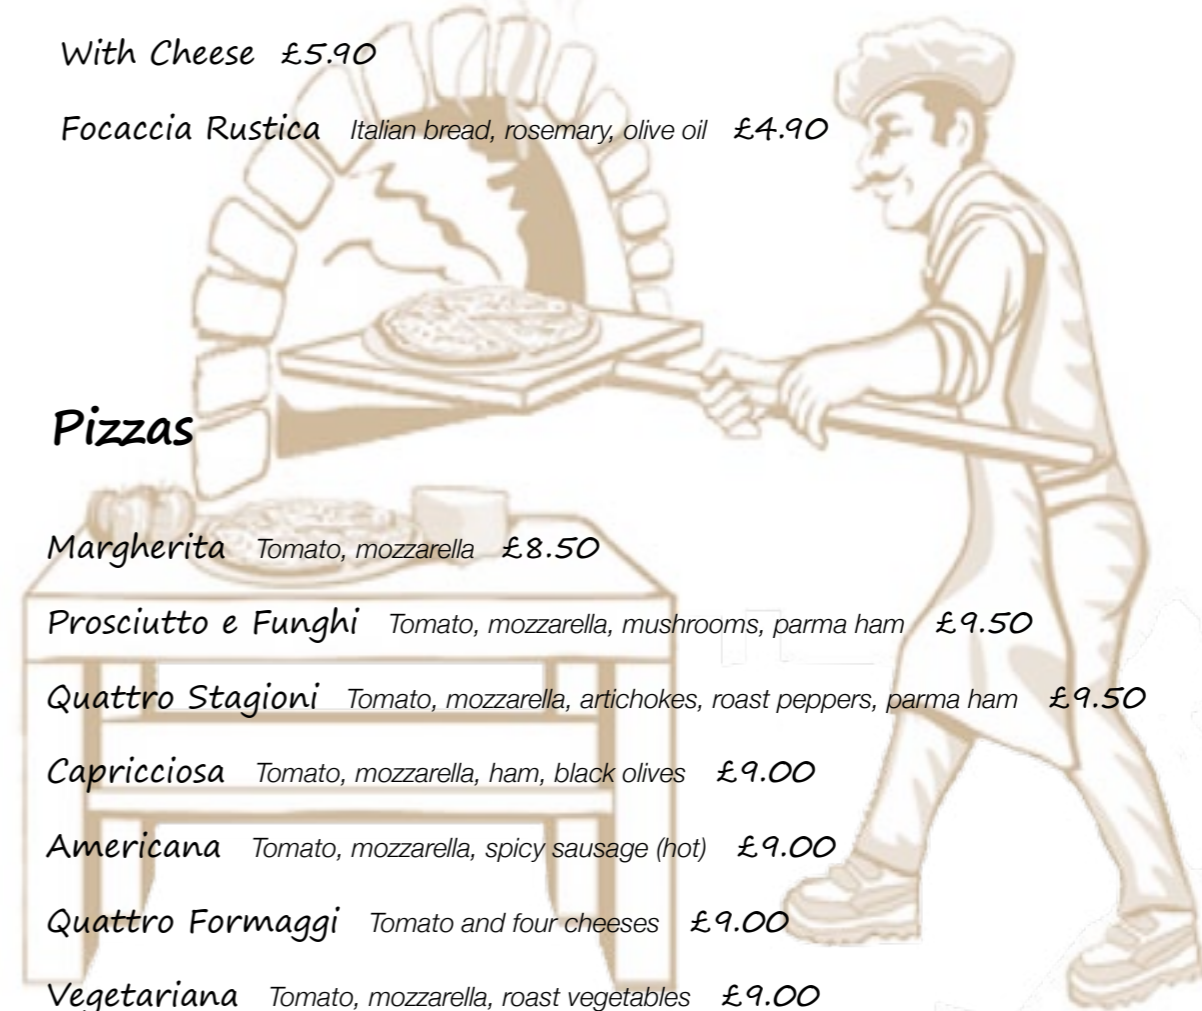 With Cheese £5.90
Focaccia Rustica Italian bread, rosemary, olive oil £4.90
Pizzas
Margherita Tomato, mozzarella £8.50
Prosciutto e Funghi Tomato, mozzarella, mushrooms, parma ham £9.50
Quattro Stagioni Tomato, mozzarella, artichokes, roast peppers, parma ham £9.50
Capricciosa Tomato, mozzarella, ham, black olives £9.00
Americana Tomato, mozzarella, spicy sausage (hot) £9.00
Quattro Formaggi Tomato and four cheeses £9.00
Vegetariana Tomato, mozzarella, roast vegetables £9.00